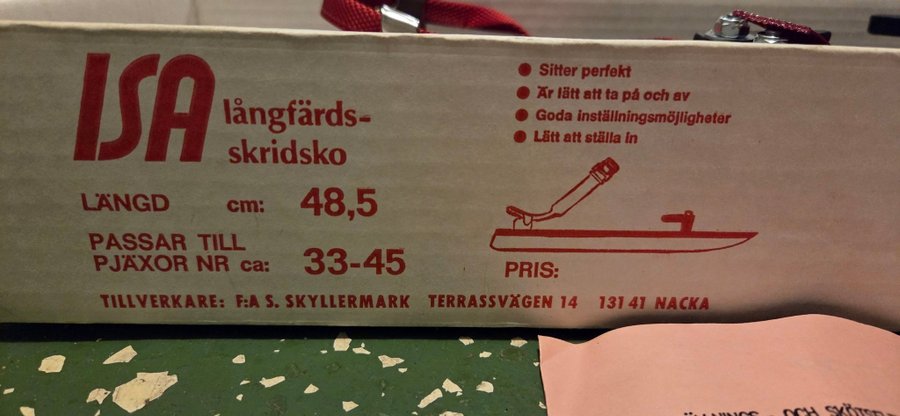 ISA långfärds-
skridsko
LÄNGD cm: 48,5
PASSAR TILL
PJÄXOR NR ca: 33-45
Sitter perfekt
Är lätt att ta på och av
Goda inställningsmöjligheter
Lätt att ställa in
PRIS:
TILLVERKARE: F:A S. SKYLLERMARK TERRASSVÄGEN 14 131 41 NACKA
OCH